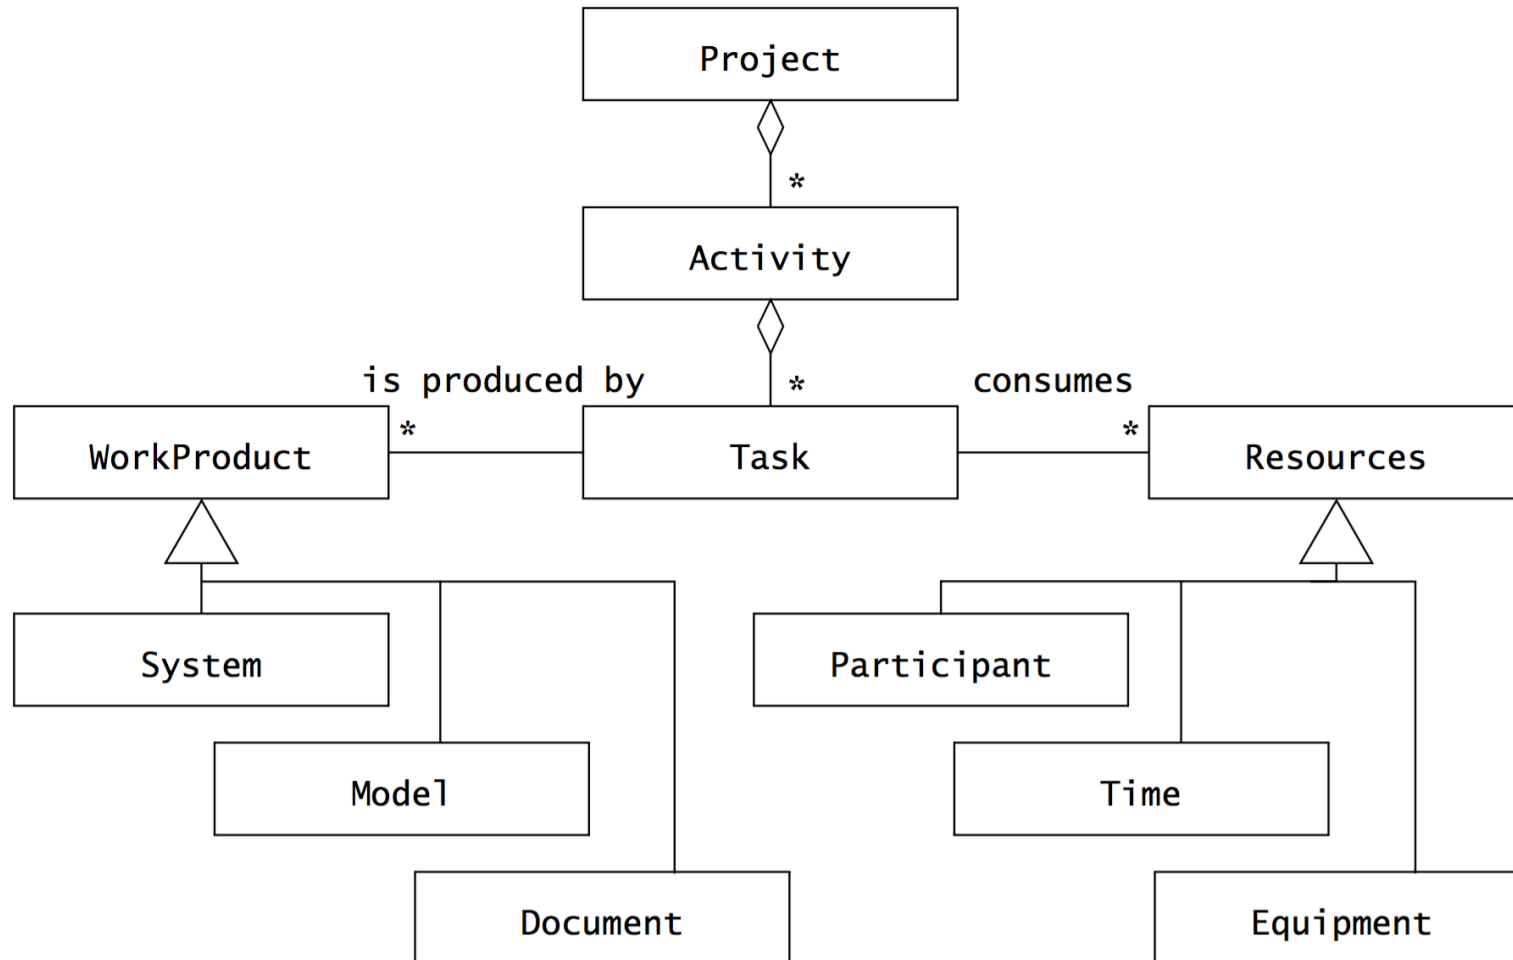 Project
*
Activity
is produced by
*
consumes
*
*
WorkProduct
Task
Resources
System
Participant
Model
Time
Document
Equipment